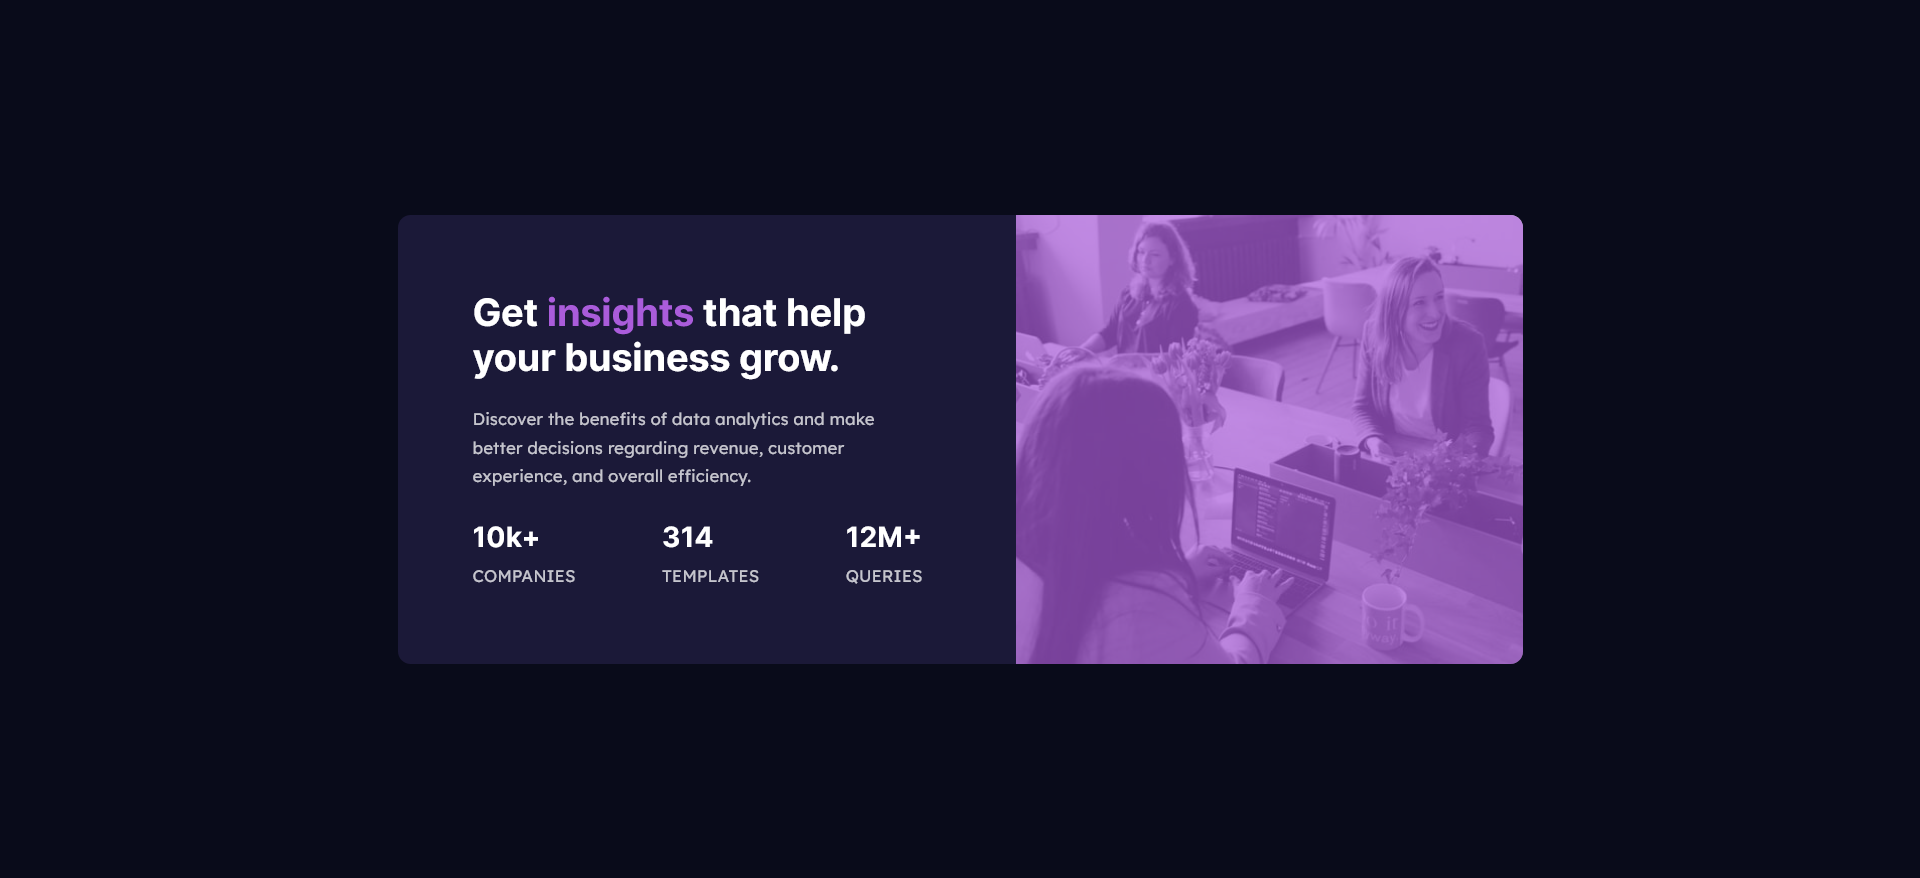 Get insights that help
your business grow.
Discover the benefits of data analytics and make
better decisions regarding revenue, customer
experience, and overall efficiency.
10k+ 314 12M+
COMPANIES TEMPLATES QUERIES